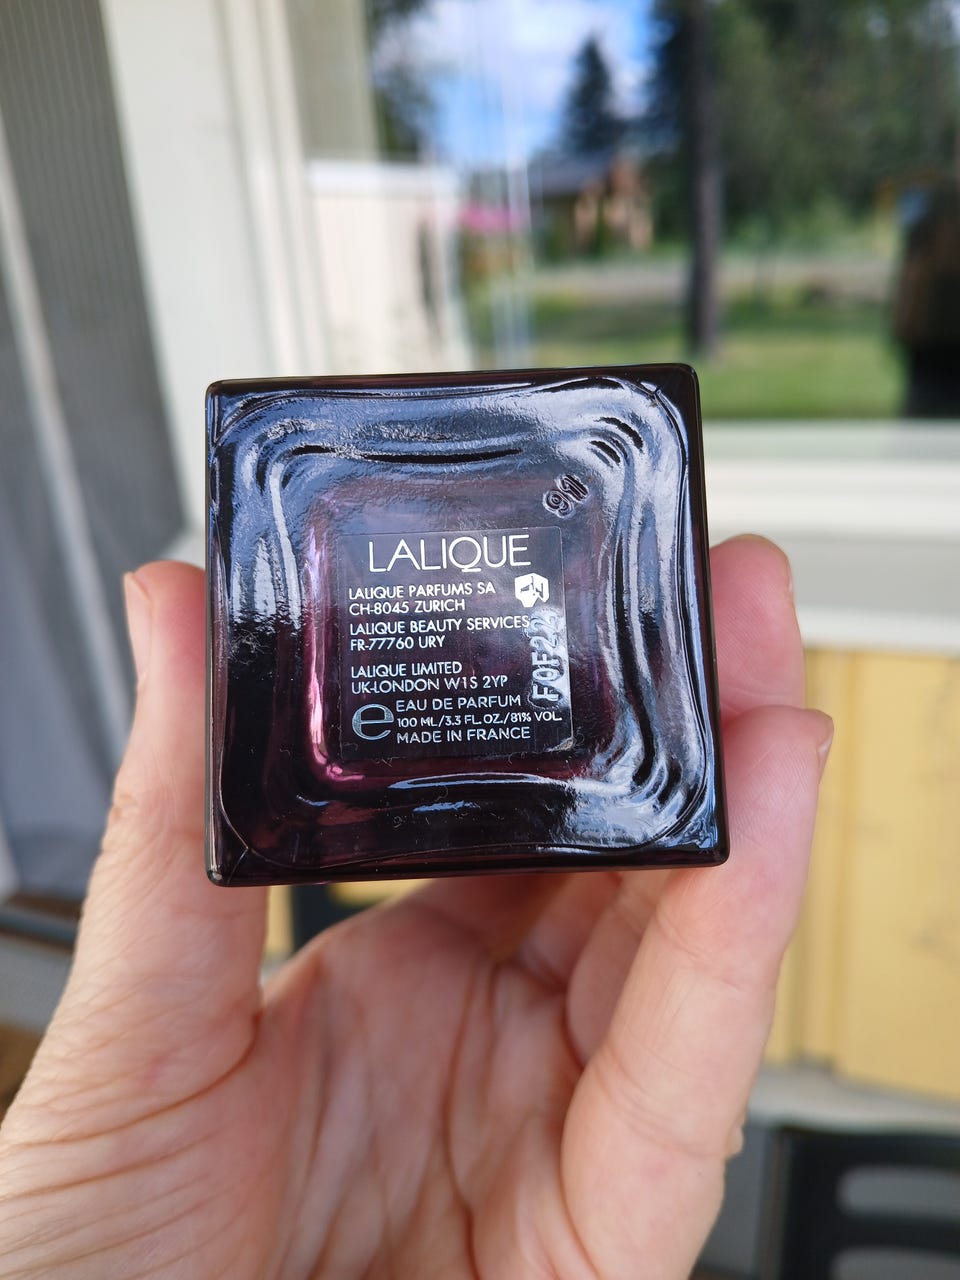 91
LALIQUE
LALIQUE PARFUMS SA
CH-8045 ZURICH
LALIQUE BEAUTY SERVICES
FR-77760 URY
LALIQUE LIMITED
UK-LONDON W1S 2YP
e EAU DE PARFUM
100 ML/3.3 FL.OZ./81% VOL.
MADE IN FRANCE